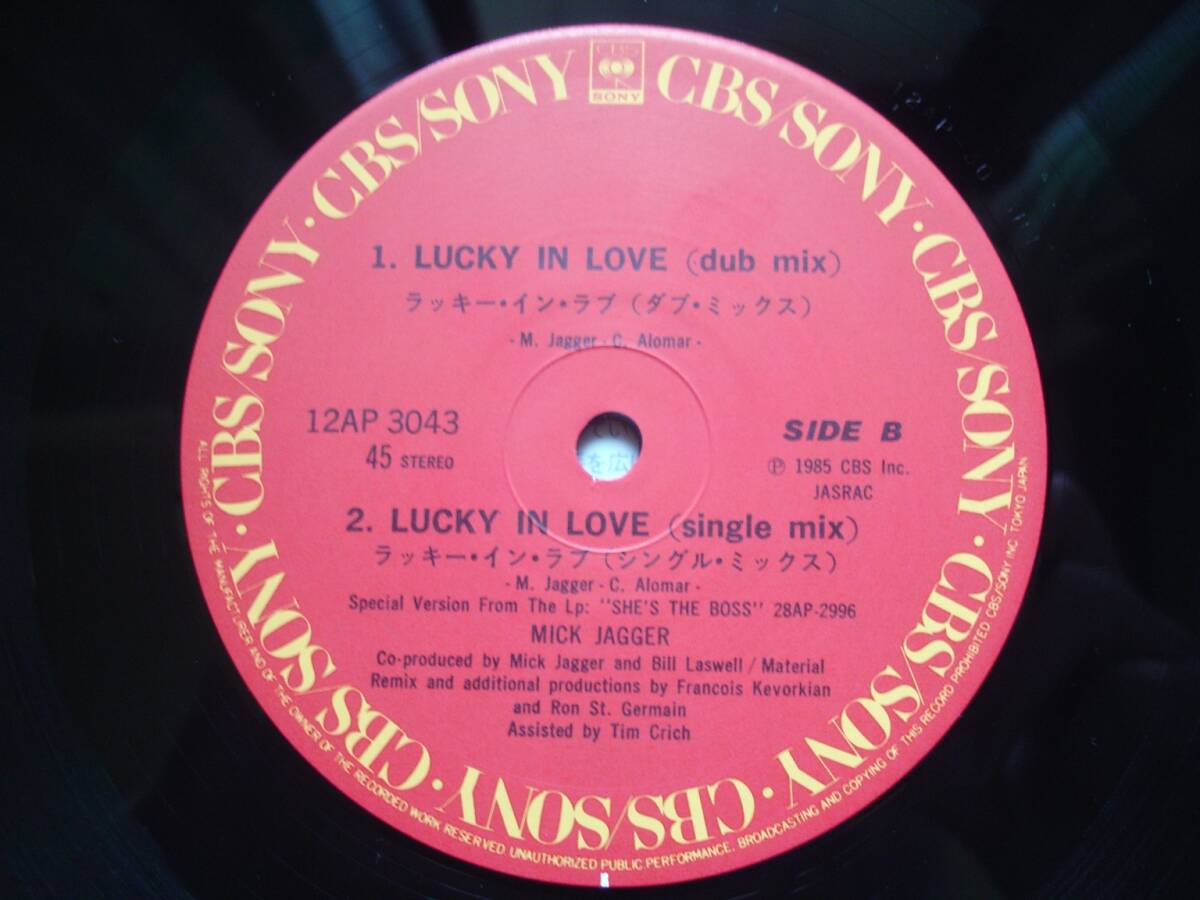 CBS/SONY · CBS/SONY · CBS/SONY · CBS/SONY · CBS/SONY · CBS/SONY · CBS/SONY · CBS/SONY
CBS
SONY
1. LUCKY IN LOVE (dub mix)
ラッキー・イン・ラブ (ダブ・ミックス)
- M. Jagger - C. Alomar -
12AP 3043
45 STEREO
SIDE B
℗ 1985 CBS Inc.
JASRAC
を広
2. LUCKY IN LOVE (single mix)
ラッキー・イン・ラブ (シングル・ミックス)
- M. Jagger - C. Alomar -
Special Version From The Lp: "SHE'S THE BOSS" 28AP-2996
MICK JAGGER
Co-produced by Mick Jagger and Bill Laswell / Material
Remix and additional productions by Francois Kevorkian
and Ron St. Germain
Assisted by Tim Crich
ALL RIGHTS OF THE MANUFACTURER AND OF THE OWNER OF THE RECORDED WORK RESERVED UNAUTHORIZED PUBLIC PERFORMANCE, BROADCASTING AND COPYING OF THIS RECORD PROHIBITED CBS/SONY INC TOKYO JAPAN